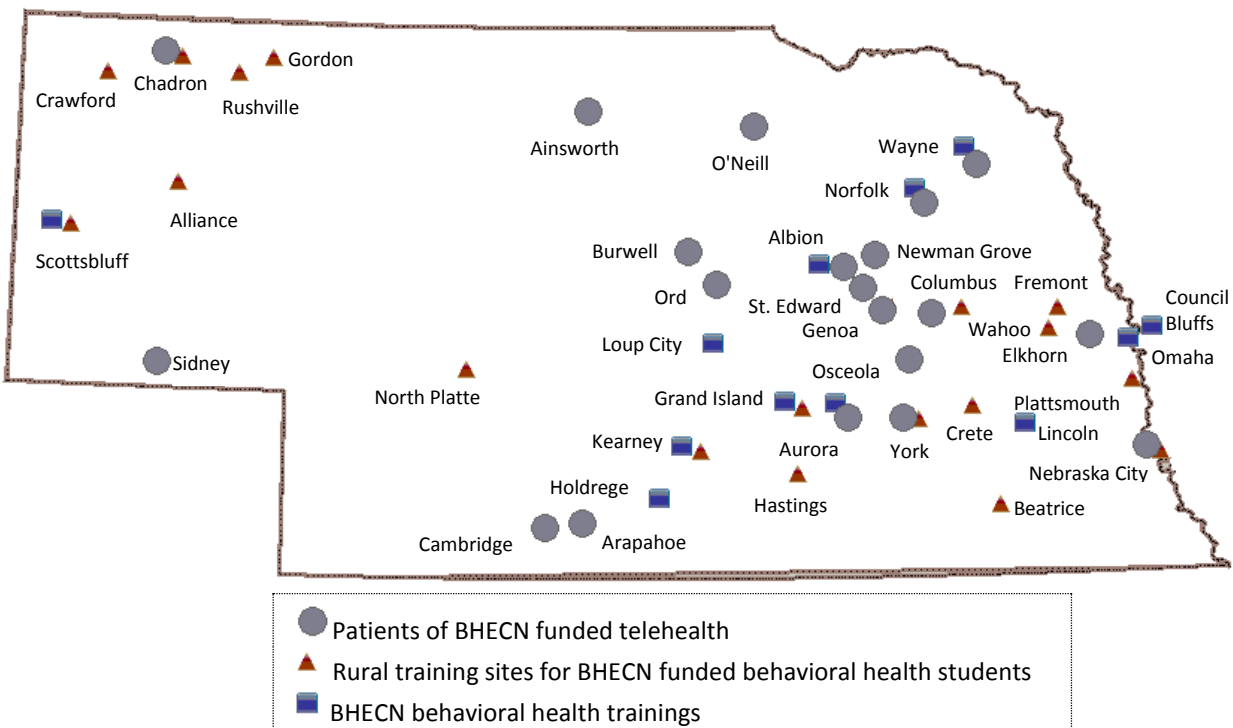 Gordon
Chadron
Crawford
Rushville
Ainsworth
O'Neill
Wayne
Norfolk
Alliance
Scottsbluff
Albion
Burwell
Newman Grove
Columbus
Fremont
Ord
St. Edward
Genoa
Wahoo
Council
Bluffs
Loup City
Elkhorn
Omaha
Sidney
Osceola
North Platte
Grand Island
Plattsmouth
Kearney
Aurora
York
Crete
Lincoln
Nebraska City
Holdrege
Hastings
Beatrice
Cambridge
Arapahoe
Patients of BHECN funded telehealth
Rural training sites for BHECN funded behavioral health students
BHECN behavioral health trainings